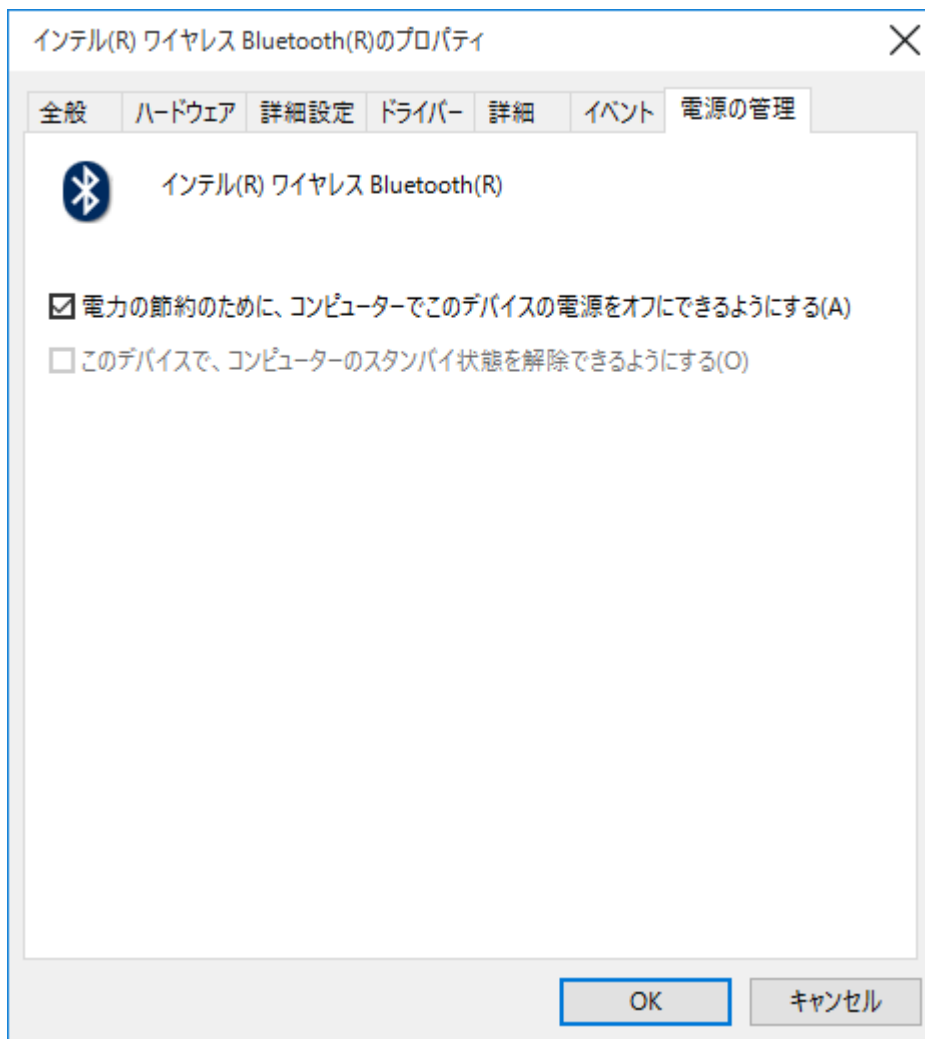 インテル(R) ワイヤレス Bluetooth(R)のプロパティ
全般 ハードウェア 詳細設定 ドライバー 詳細 イベント 電源の管理
インテル(R) ワイヤレス Bluetooth(R)
電力の節約のために、コンピューターでこのデバイスの電源をオフにできるようにする(A)
このデバイスで、コンピューターのスタンバイ状態を解除できるようにする(O)
OK キャンセル